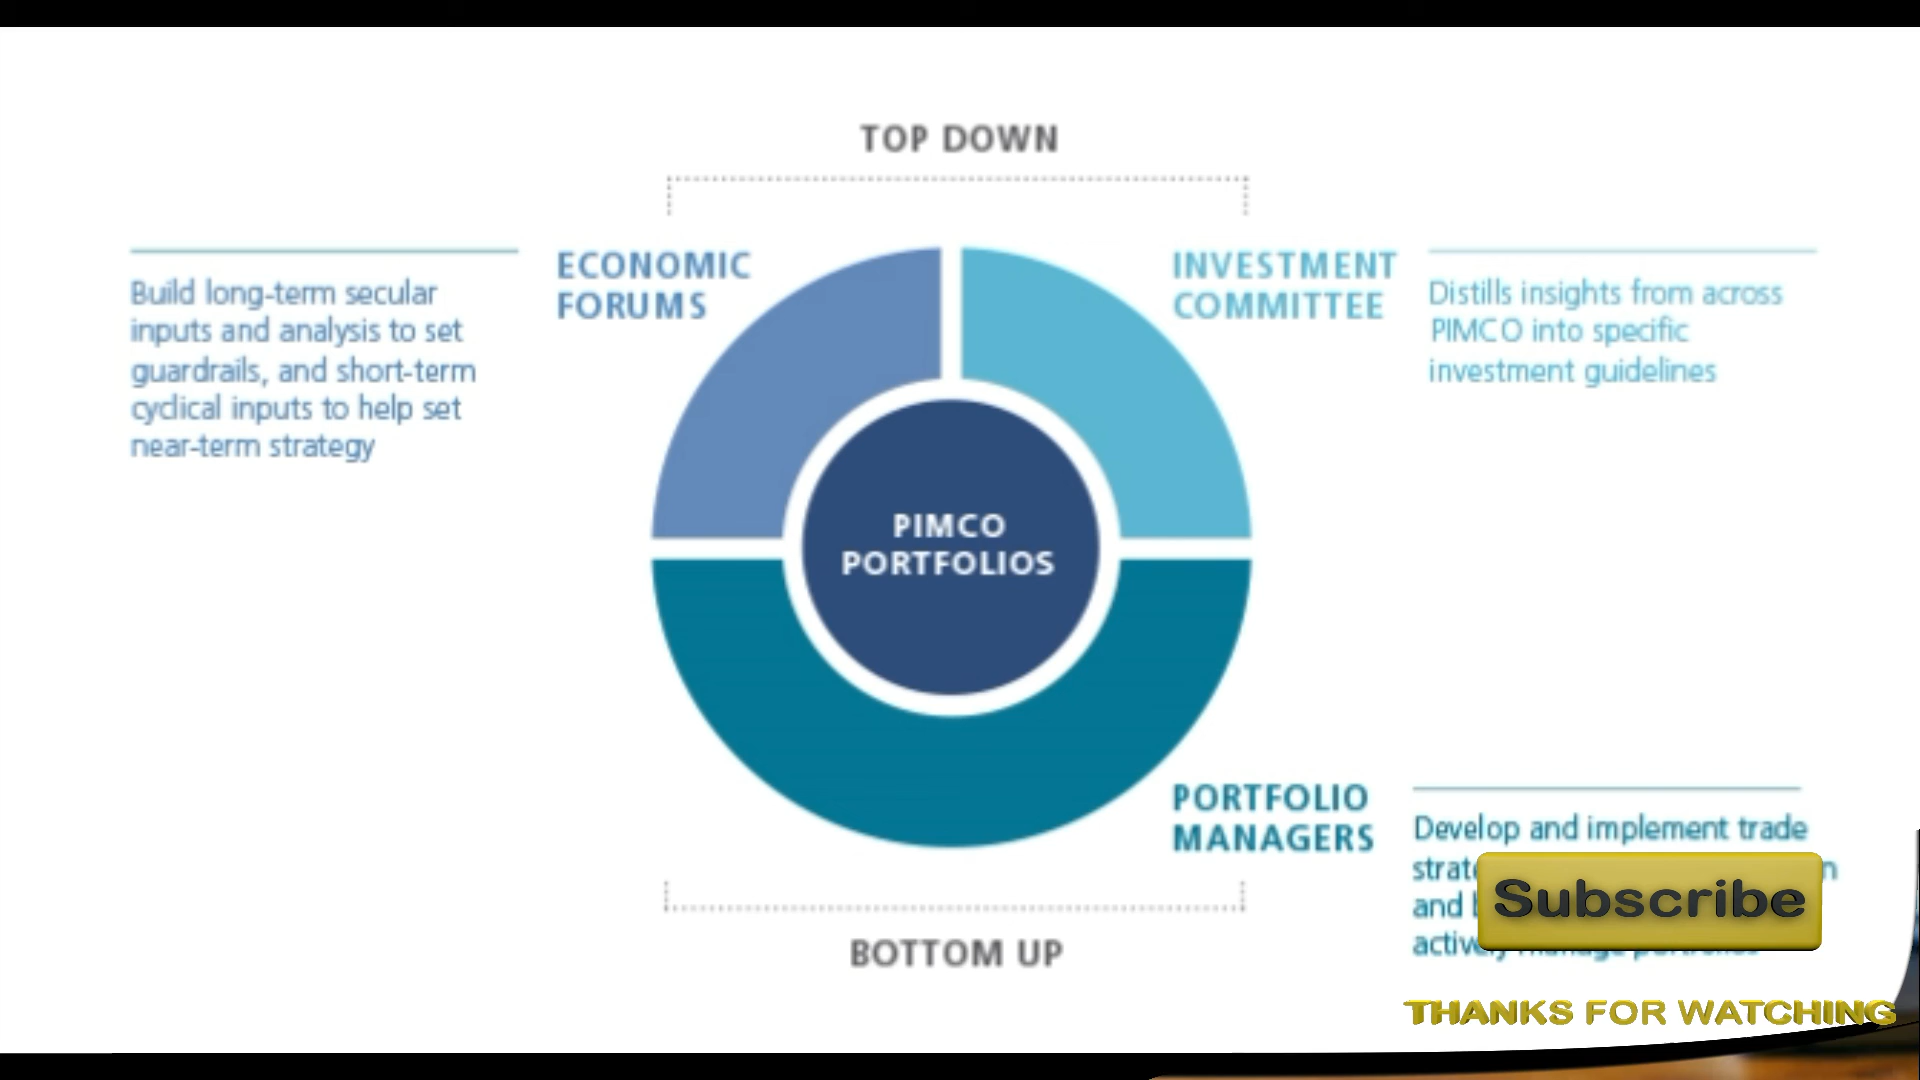 TOP DOWN
ECONOMIC
FORUMS
Build long-term secular
inputs and analysis to set
guardrails, and short-term
cyclical inputs to help set
near-term strategy
INVESTMENT
COMMITTEE
Distills insights from across
PIMCO into specific
investment guidelines
PIMCO
PORTFOLIOS
PORTFOLIO
MANAGERS
Develop and implement trade
and
Subscribe
BOTTOM UP
THANKS FOR WATCHING